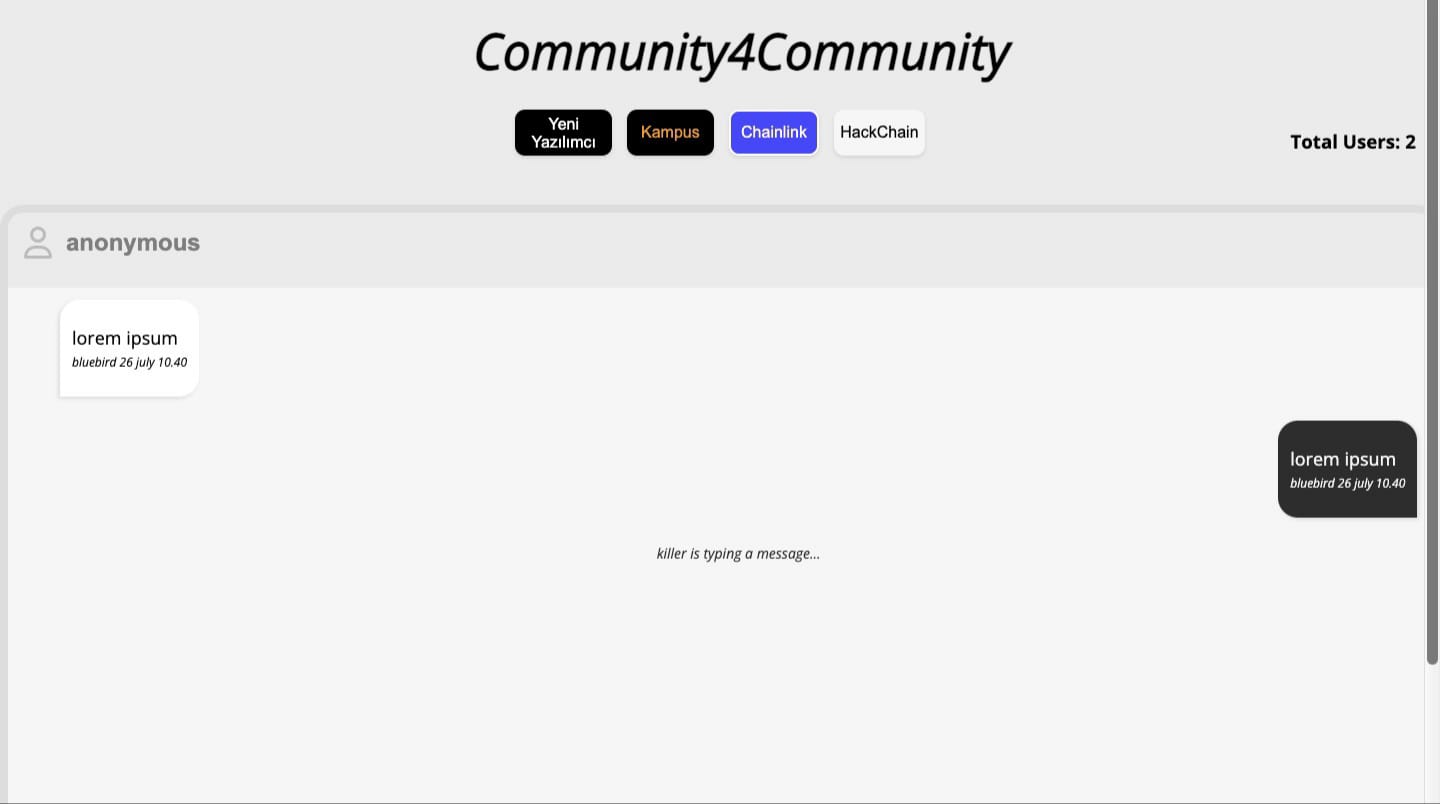 Community4Community
Yeni
Yazılımcı
Kampus
Chainlink
HackChain
Total Users: 2
anonymous
lorem ipsum
bluebird 26 july 10.40
lorem ipsum
bluebird 26 july 10.40
killer is typing a message...